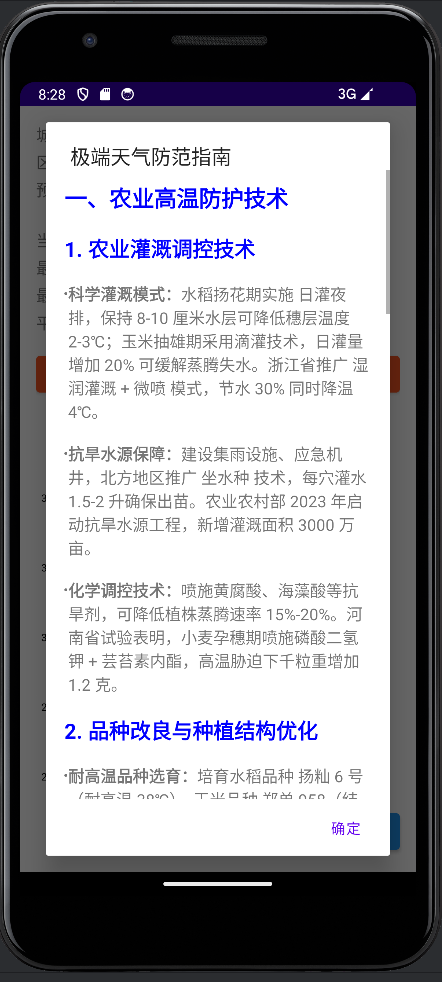 8:28
3G
极端天气防范指南
一、农业高温防护技术
1. 农业灌溉调控技术
·科学灌溉模式：水稻扬花期实施 日灌夜
排，保持 8-10 厘米水层可降低穗层温度
2-3℃；玉米抽雄期采用滴灌技术，日灌量
增加 20% 可缓解蒸腾失水。浙江省推广 湿
润灌溉 + 微喷 模式，节水 30% 同时降温
4℃。
·抗旱水源保障：建设集雨设施、应急机
井，北方地区推广 坐水种 技术，每穴灌水
1.5-2 升确保出苗。农业农村部 2023 年启
动抗旱水源工程，新增灌溉面积 3000 万
亩。
·化学调控技术：喷施黄腐酸、海藻酸等抗
旱剂，可降低植株蒸腾速率 15%-20%。河
南省试验表明，小麦孕穗期喷施磷酸二氢
钾 + 芸苔素内酯，高温胁迫下千粒重增加
1.2 克。
2. 品种改良与种植结构优化
·耐高温品种选育：培育水稻品种 扬籼 6 号
确定